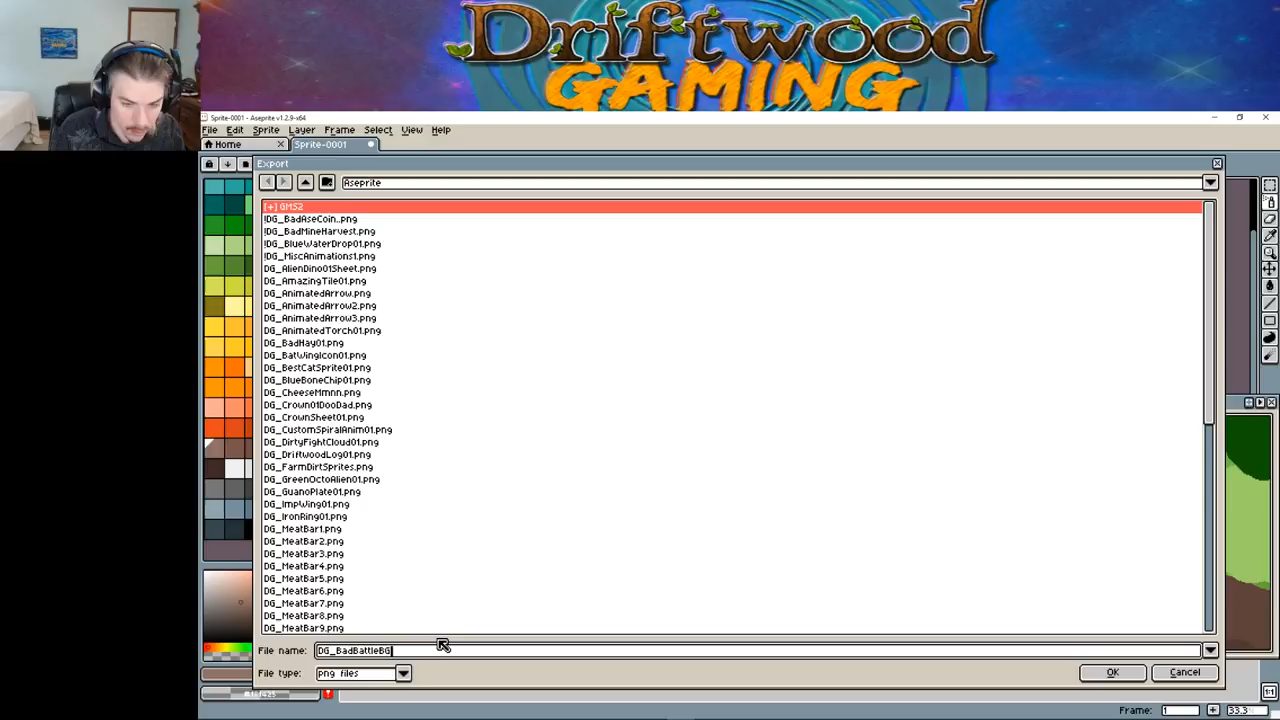 Driftwood
GAMING
Sprite-0001 - Aseprite v1.2.9-x64
File Edit Sprite Layer Frame Select View Help
Home Sprite-0001
Export
Aseprite
[+] GMS2
!DG_BadAseCoin..png
!DG_BadMineHarvest.png
!DG_BlueWaterDrop01.png
!DG_MiscAnimations1.png
DG_AlienDino01Sheet.png
DG_AmazingTile01.png
DG_AnimatedArrow.png
DG_AnimatedArrow2.png
DG_AnimatedArrow3.png
DG_AnimatedTorch01.png
DG_BadHay01.png
DG_BatWingIcon01.png
DG_BestCatSprite01.png
DG_BlueBoneChip01.png
DG_CheeseMmnn.png
DG_Crown01DooDad.png
DG_CrownSheet01.png
DG_CustomSpiralAnim01.png
DG_DirtyFightCloud01.png
DG_DriftwoodLog01.png
DG_FarmDirtSprites.png
DG_GreenOctoAlien01.png
DG_GuanoPlate01.png
DG_ImpWing01.png
DG_IronRing01.png
DG_MeatBar1.png
DG_MeatBar2.png
DG_MeatBar3.png
DG_MeatBar4.png
DG_MeatBar5.png
DG_MeatBar6.png
DG_MeatBar7.png
DG_MeatBar8.png
DG_MeatBar9.png
File name: DG_BadBattleBG
File type: png files
OK Cancel
1:1
Frame: 1 33.3